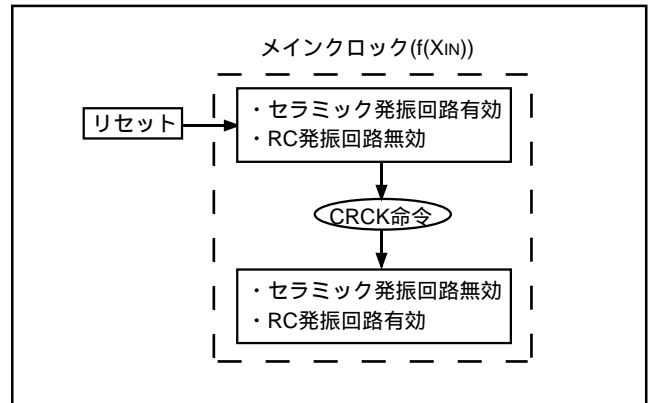 メインクロック(f(XIN))
リセット
・セラミック発振回路有効
・RC発振回路無効
CRCK命令
・セラミック発振回路無効
・RC発振回路有効